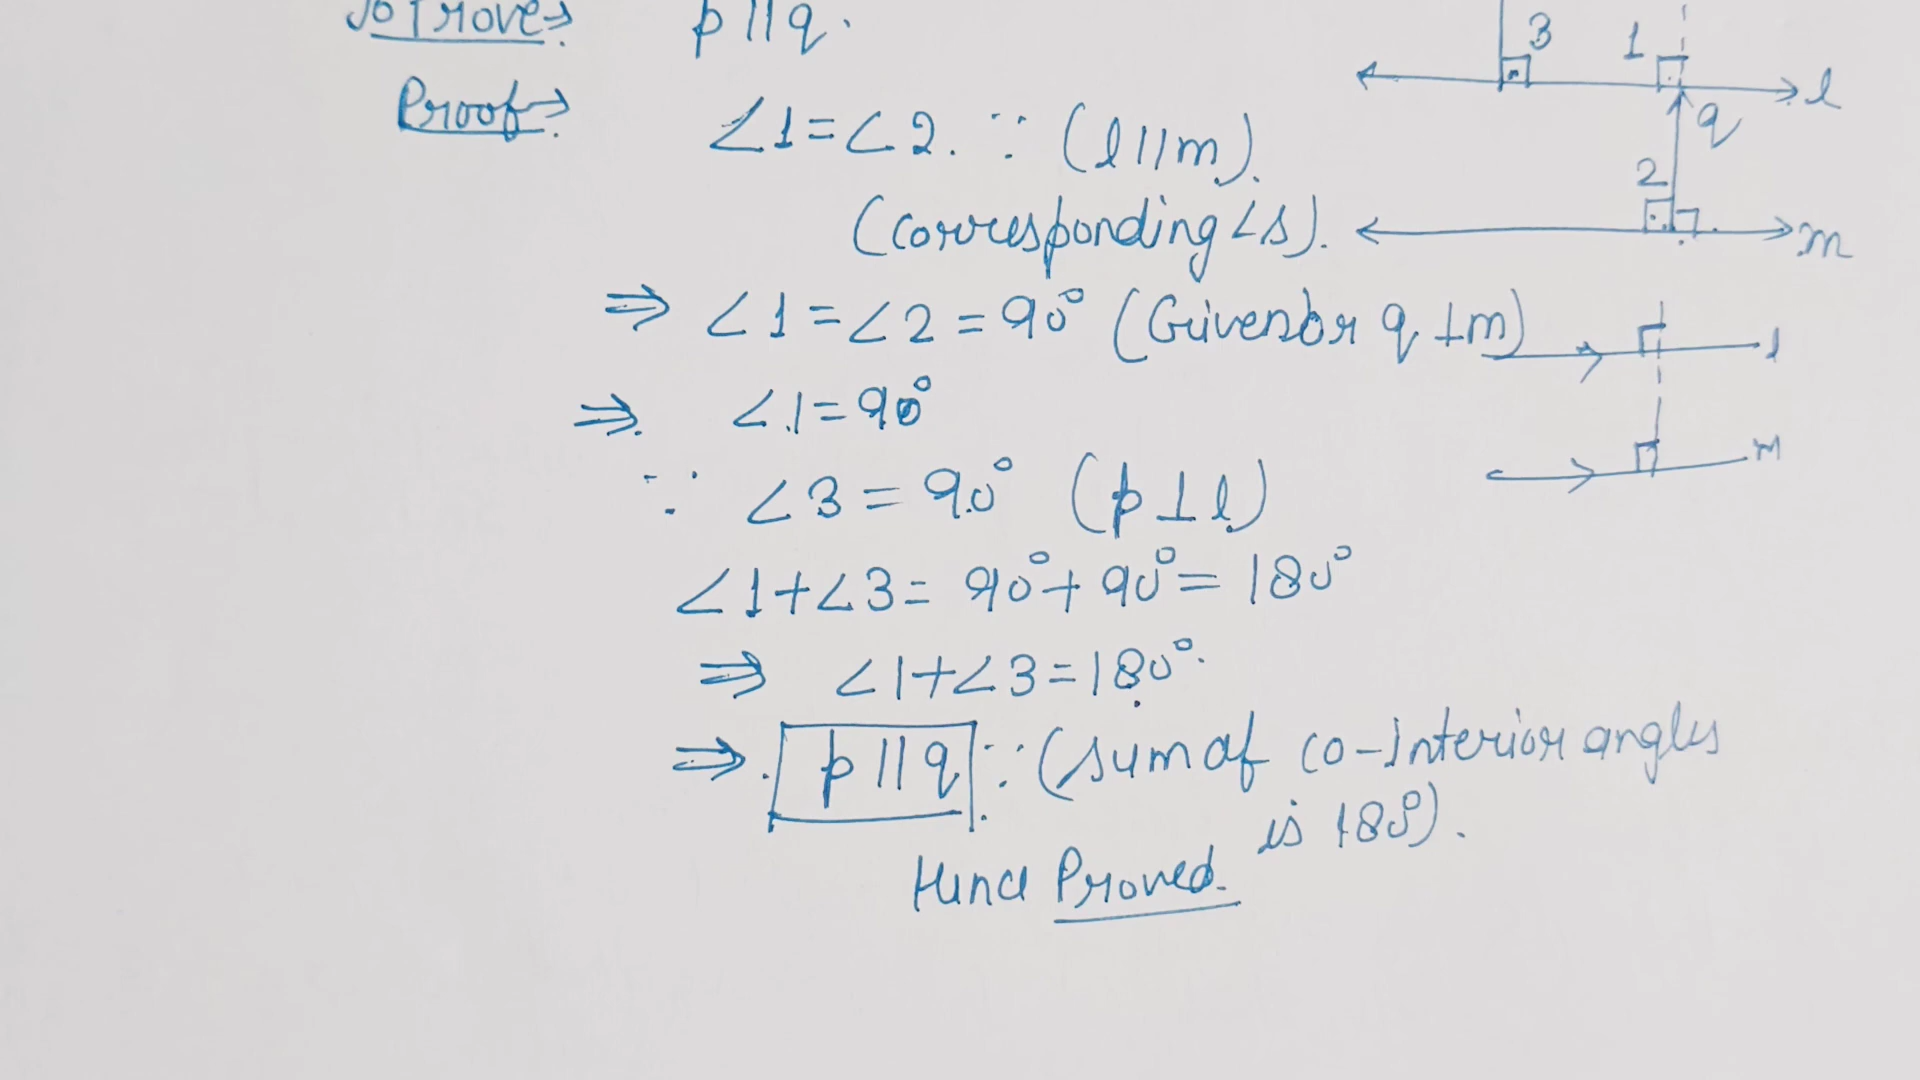 To Prove→ p || q.
Proof→
∠1 = ∠2. ∵ (l || m).
(corresponding ∠s).
⇒ ∠1 = ∠2 = 90° (Given or q ⊥ m)
⇒ ∠1 = 90°
∵ ∠3 = 90° (p ⊥ l)
∠1 + ∠3 = 90° + 90° = 180°
⇒ ∠1 + ∠3 = 180°.
⇒ p || q ∵ (sum of co-interior angles
is 180°).
Hence Proved.
3 1
l
q
2
m
l
m